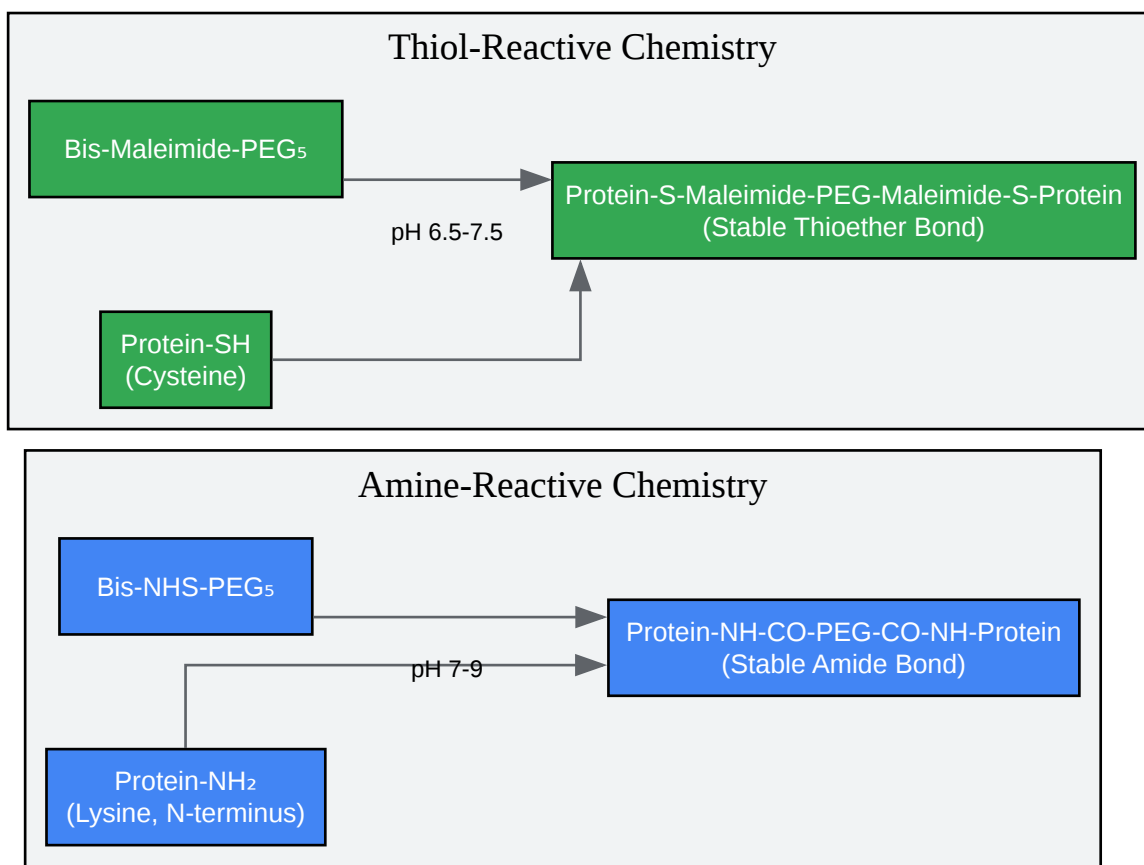 Thiol-Reactive Chemistry
Bis-Maleimide-PEG₅
Protein-S-Maleimide-PEG-Maleimide-S-Protein
(Stable Thioether Bond)
pH 6.5-7.5
Protein-SH
(Cysteine)
Amine-Reactive Chemistry
Bis-NHS-PEG₅
Protein-NH-CO-PEG-CO-NH-Protein
(Stable Amide Bond)
pH 7-9
Protein-NH₂
(Lysine, N-terminus)